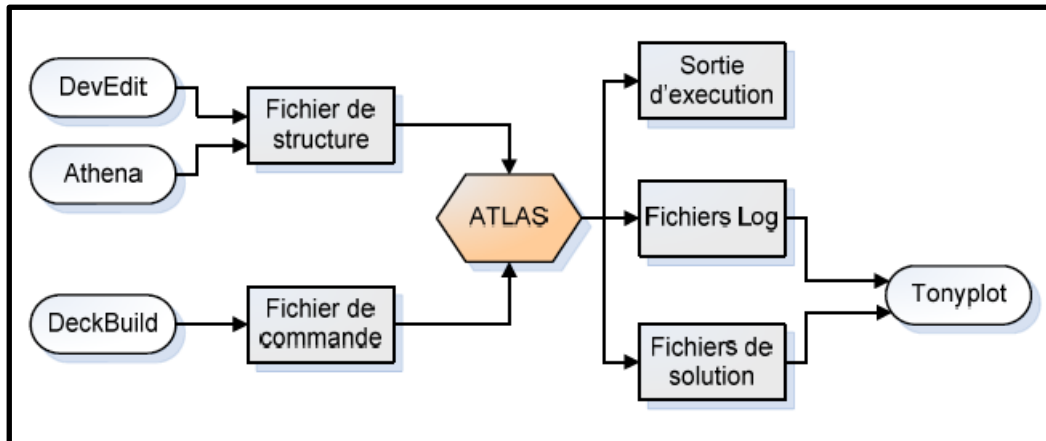 DevEdit
Athena
Fichier de
structure
DeckBuild
Fichier de
commande
ATLAS
Sortie
d'execution
Fichiers Log
Fichiers de
solution
Tonyplot